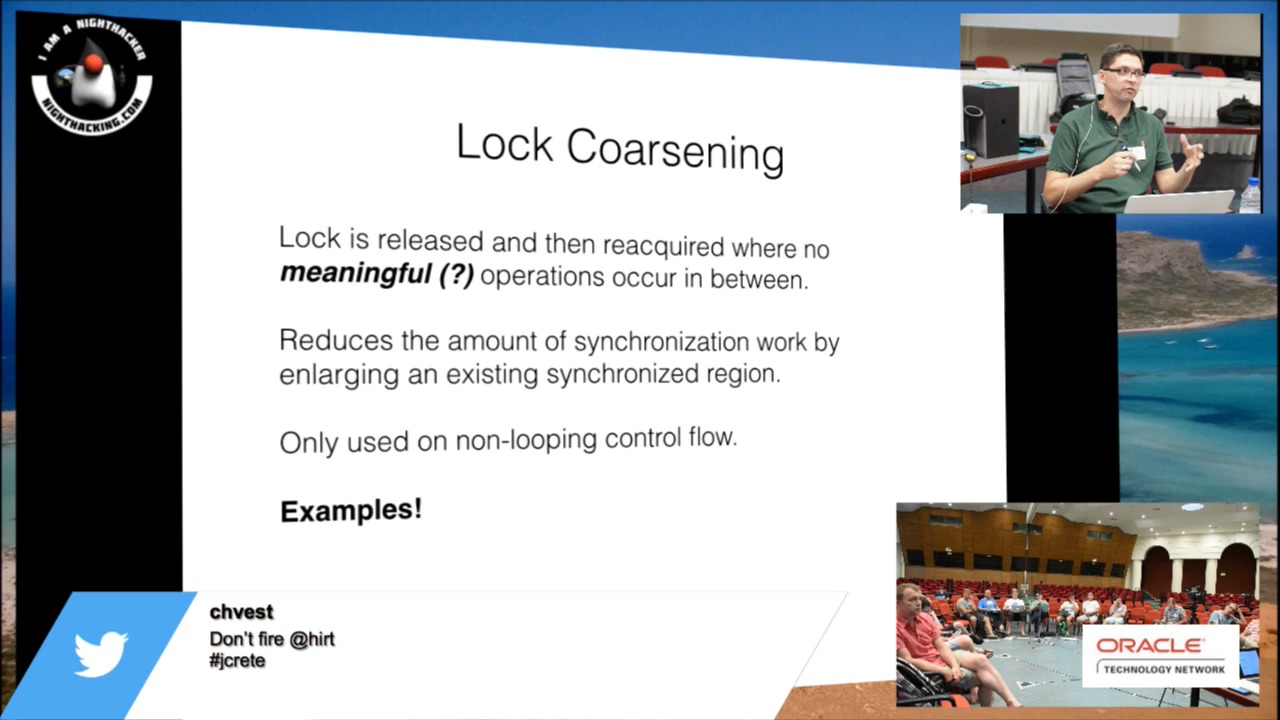 I AM A NIGHTHACKER
NIGHTHACKING.COM
Lock Coarsening
Lock is released and then reacquired where no
meaningful (?) operations occur in between.
Reduces the amount of synchronization work by
enlarging an existing synchronized region.
Only used on non-looping control flow.
Examples!
chvest
Don't fire @hirt
#jcrete
ORACLE
TECHNOLOGY NETWORK